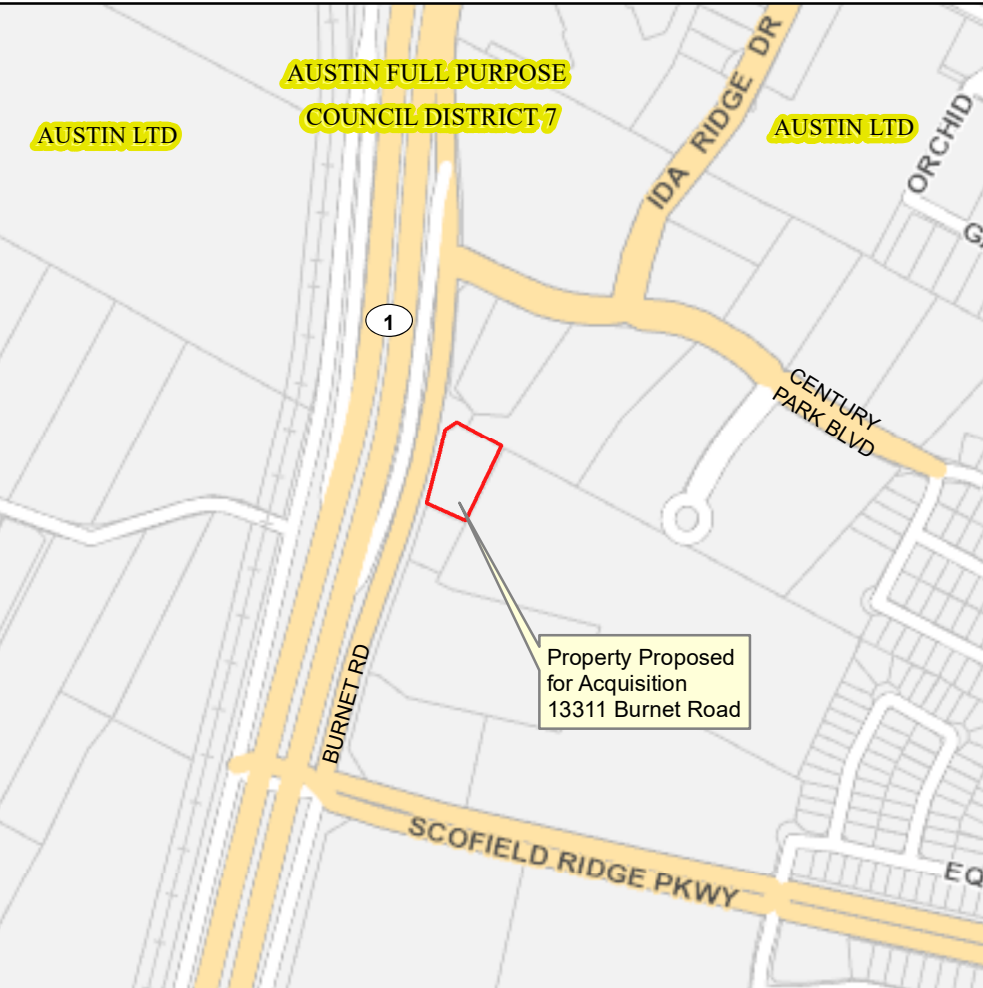 AUSTIN FULL PURPOSE
COUNCIL DISTRICT 7
AUSTIN LTD
AUSTIN LTD
IDA RIDGE DR
ORCHID
1
CENTURY
PARK BLVD
Property Proposed
for Acquisition
13311 Burnet Road
BURNET RD
SCOFIELD RIDGE PKWY